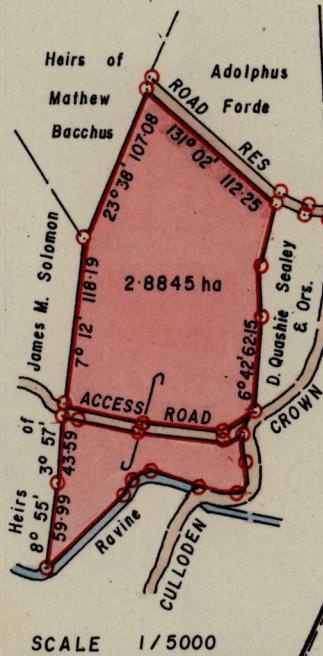 Heirs of
Mathew
Bacchus
Adolphus
Forde
ROAD RES
131° 02' 112·25
23° 38' 107·08
2·8845 ha
James M. Solomon
7° 12' 118·19
D. Quashie Sealey
& Ors.
6° 42' 62·15
ACCESS ROAD
CROWN
Heirs of
3° 57'
43·59
8° 55'
59·99
Ravine
CULLODEN
SCALE 1/5000